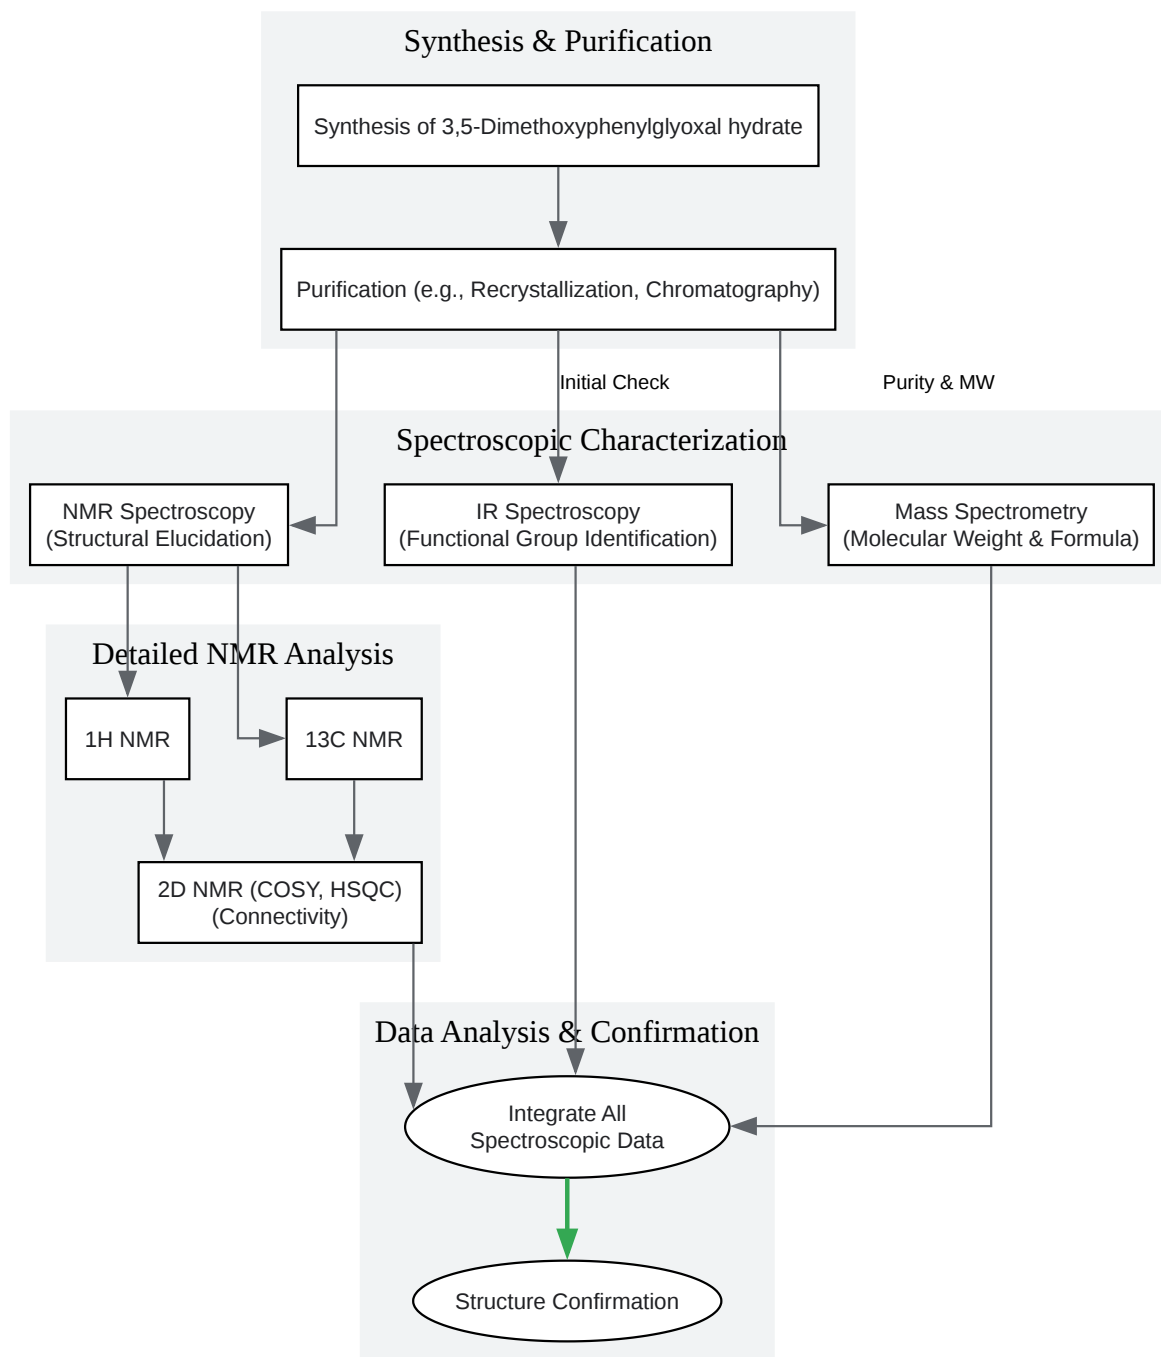 Synthesis & Purification
Synthesis of 3,5-Dimethoxyphenylglyoxal hydrate
Purification (e.g., Recrystallization, Chromatography)
Initial Check
Purity & MW
Spectroscopic Characterization
NMR Spectroscopy
(Structural Elucidation)
IR Spectroscopy
(Functional Group Identification)
Mass Spectrometry
(Molecular Weight & Formula)
Detailed NMR Analysis
1H NMR
13C NMR
2D NMR (COSY, HSQC)
(Connectivity)
Data Analysis & Confirmation
Integrate All
Spectroscopic Data
Structure Confirmation